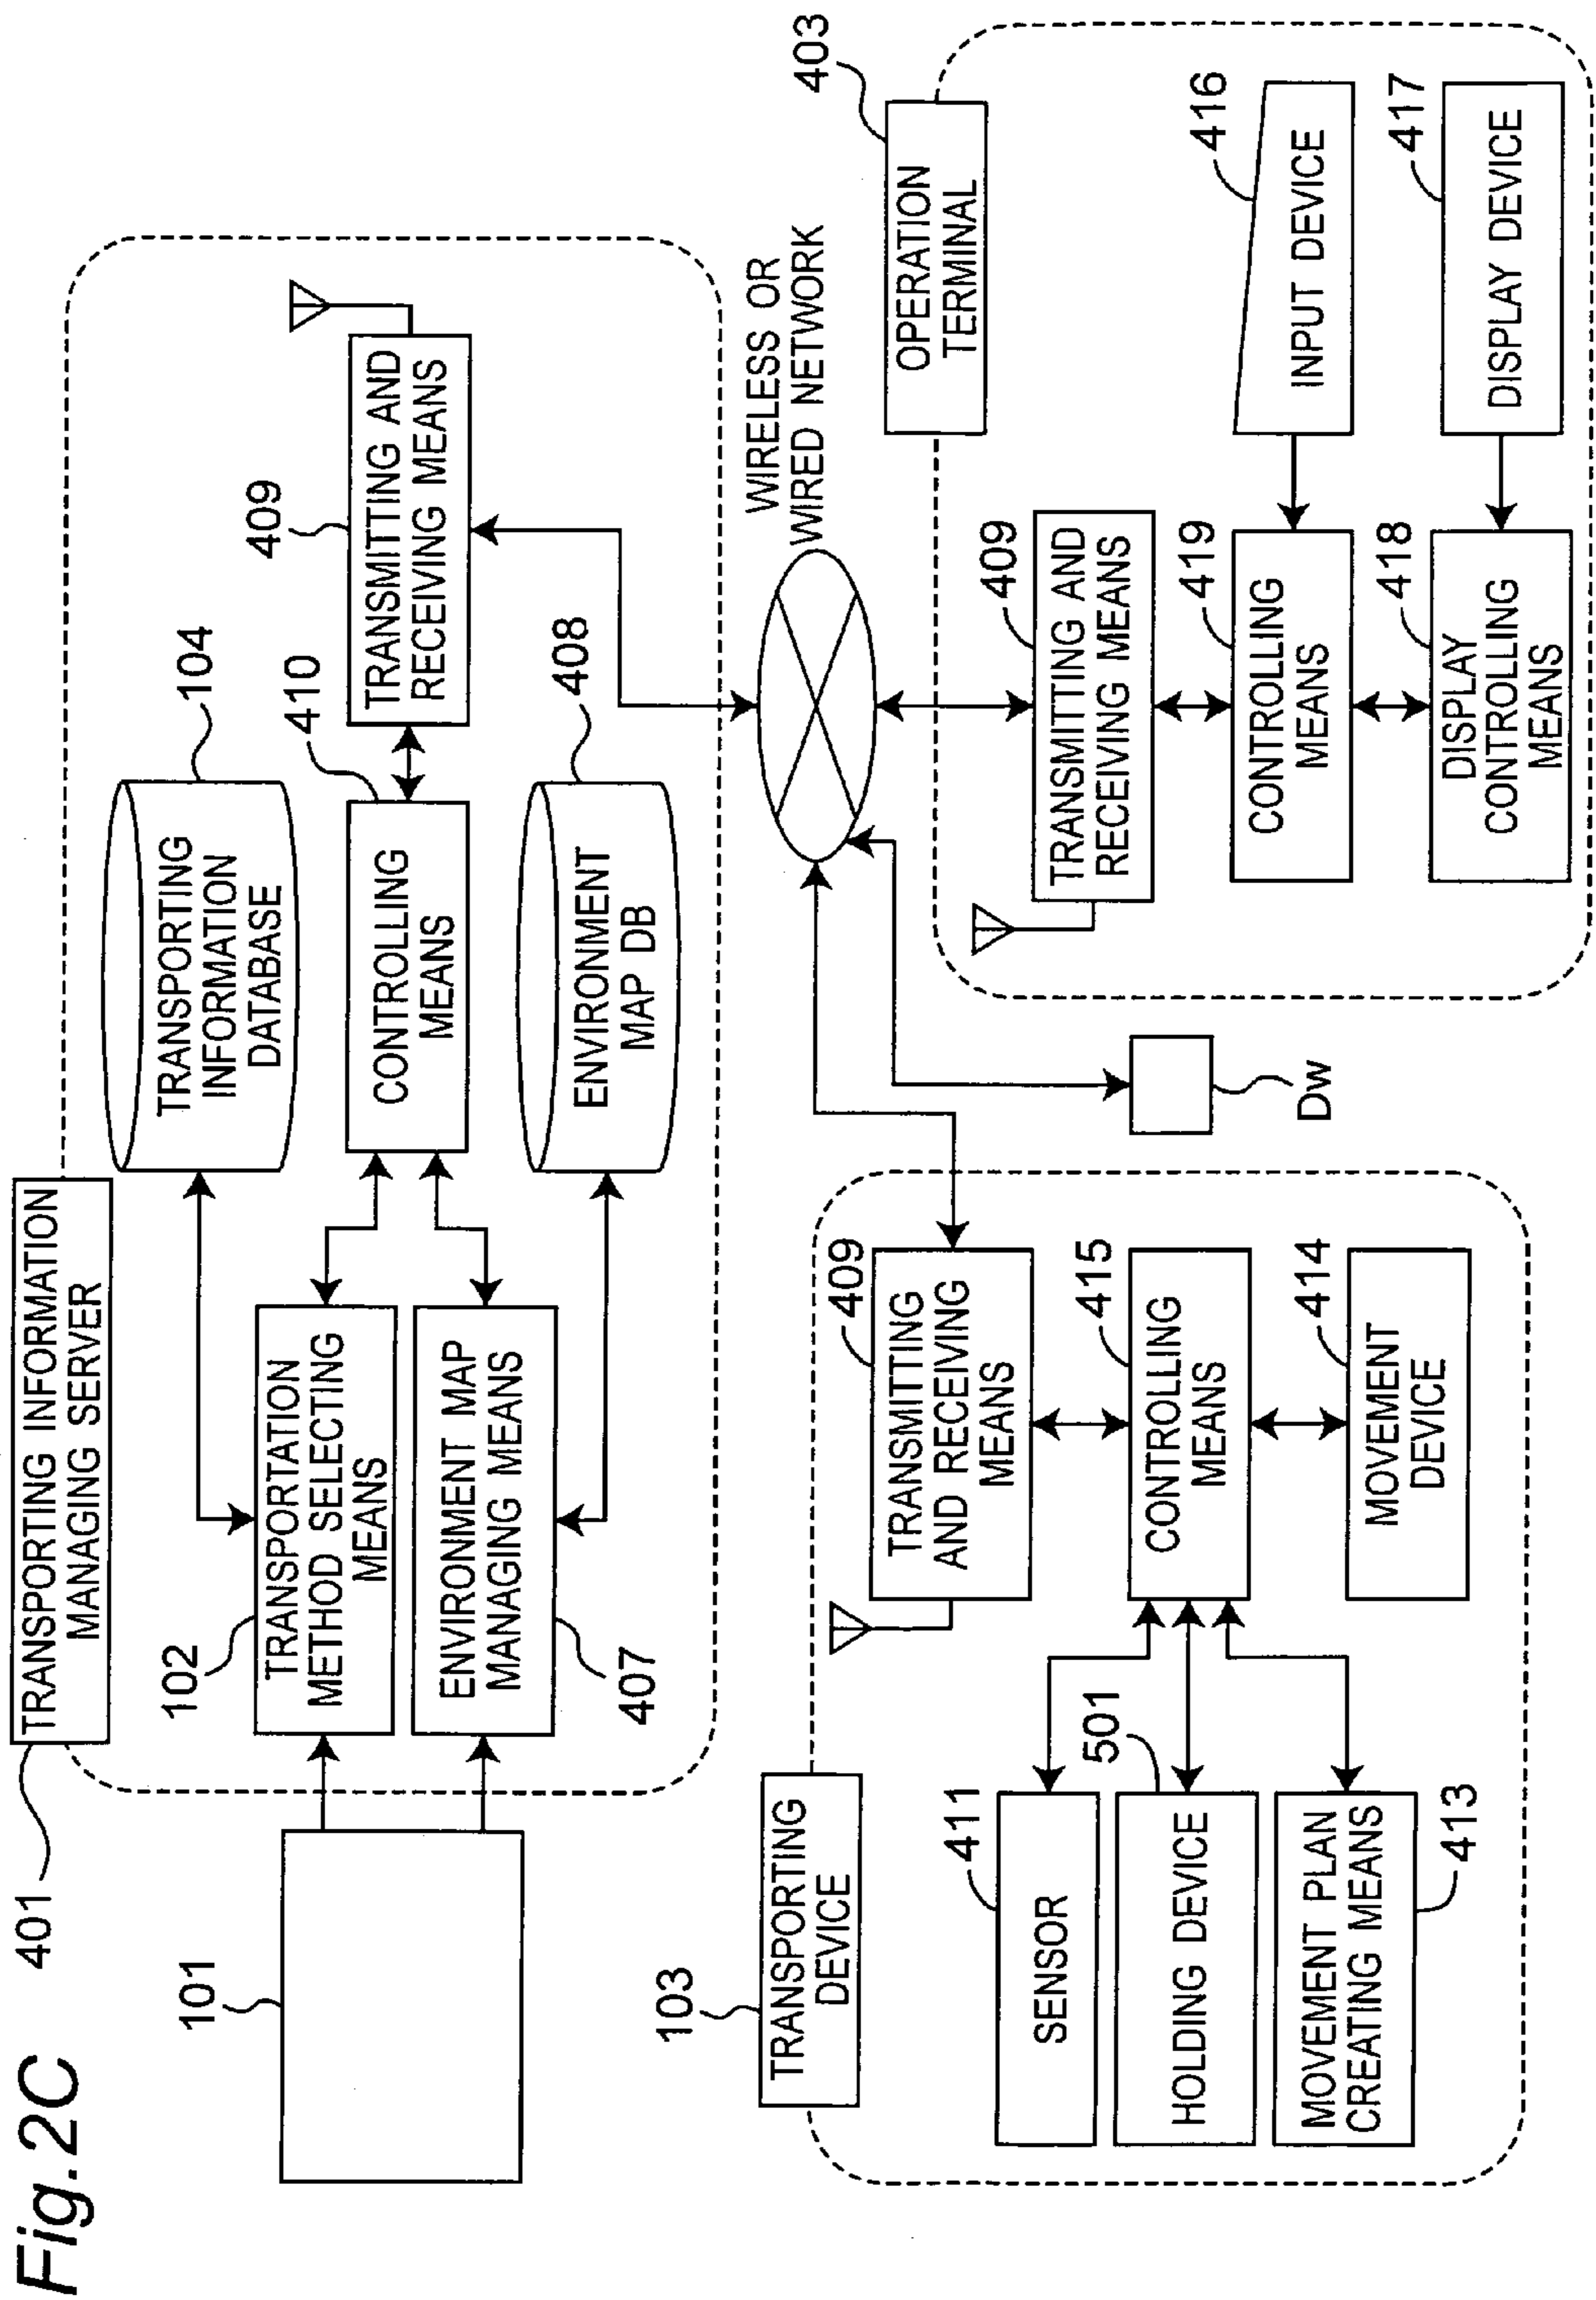 Fig.2C
401
TRANSPORTING INFORMATION
MANAGING SERVER
101
102
TRANSPORTATION
METHOD SELECTING
MEANS
ENVIRONMENT MAP
MANAGING MEANS
407
104
TRANSPORTING
INFORMATION
DATABASE
410
CONTROLLING
MEANS
408
ENVIRONMENT
MAP DB
409
TRANSMITTING AND
RECEIVING MEANS
WIRELESS OR
WIRED NETWORK
103
TRANSPORTING
DEVICE
411
SENSOR
501
HOLDING DEVICE
MOVEMENT PLAN
CREATING MEANS
413
409
TRANSMITTING
AND RECEIVING
MEANS
415
CONTROLLING
MEANS
414
MOVEMENT
DEVICE
Dw
403
OPERATION
TERMINAL
409
TRANSMITTING AND
RECEIVING MEANS
419
CONTROLLING
MEANS
418
DISPLAY
CONTROLLING
MEANS
416
INPUT DEVICE
417
DISPLAY DEVICE